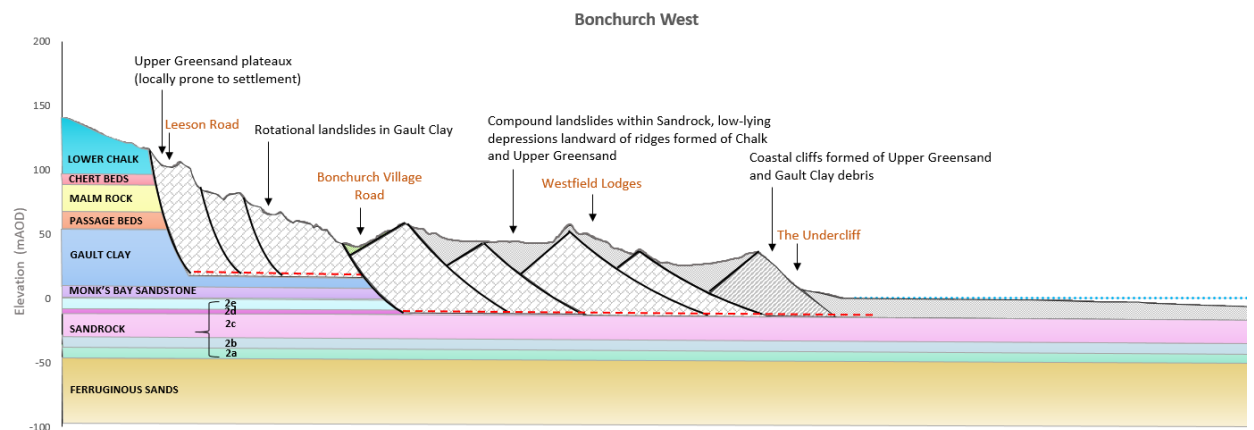 Bonchurch West
200
150
100
50
0
-50
-100
Elevation (mAOD)
Upper Greensand plateaux
(locally prone to settlement)
Leeson Road
Rotational landslides in Gault Clay
Bonchurch Village
Road
Compound landslides within Sandrock, low-lying
depressions landward of ridges formed of Chalk
and Upper Greensand
Westfield Lodges
Coastal cliffs formed of Upper Greensand
and Gault Clay debris
The Undercliff
LOWER CHALK
CHERT BEDS
MALM ROCK
PASSAGE BEDS
GAULT CLAY
MONK'S BAY SANDSTONE
2e
2d
2c
SANDROCK
2b
2a
FERRUGINOUS SANDS